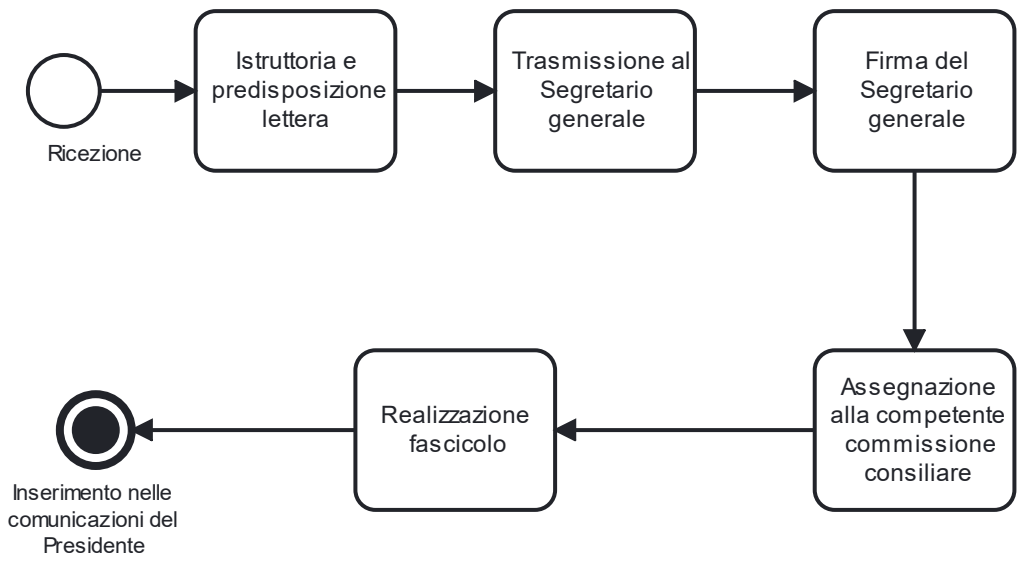 Istruttoria e
predisposizione
lettera
Trasmissione al
Segretario
generale
Firma del
Segretario
generale
Ricezione
Assegnazione
alla competente
commissione
consiliare
Realizzazione
fascicolo
Inserimento nelle
comunicazioni del
Presidente